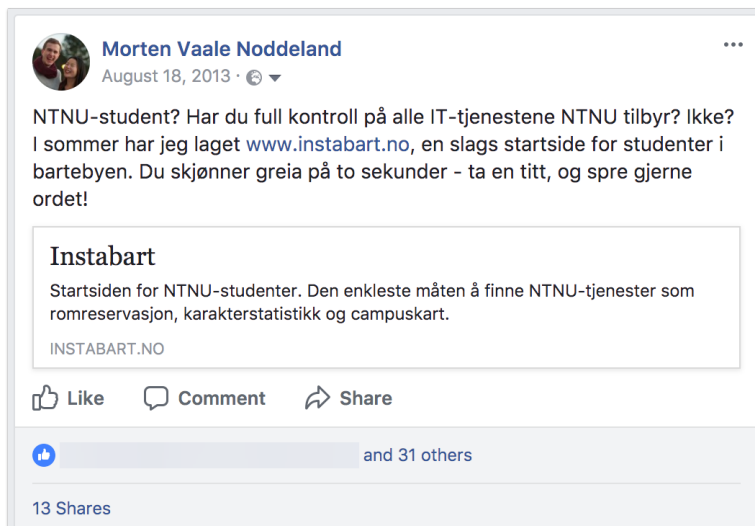 Morten Vaale Noddeland
August 18, 2013 ·
NTNU-student? Har du full kontroll på alle IT-tjenestene NTNU tilbyr? Ikke?
I sommer har jeg laget www.instabart.no, en slags startside for studenter i
bartebyen. Du skjønner greia på to sekunder - ta en titt, og spre gjerne
ordet!
Instabart
Startsiden for NTNU-studenter. Den enkleste måten å finne NTNU-tjenester som
romreservasjon, karakterstatistikk og campuskart.
INSTABART.NO
Like Comment Share
and 31 others
13 Shares